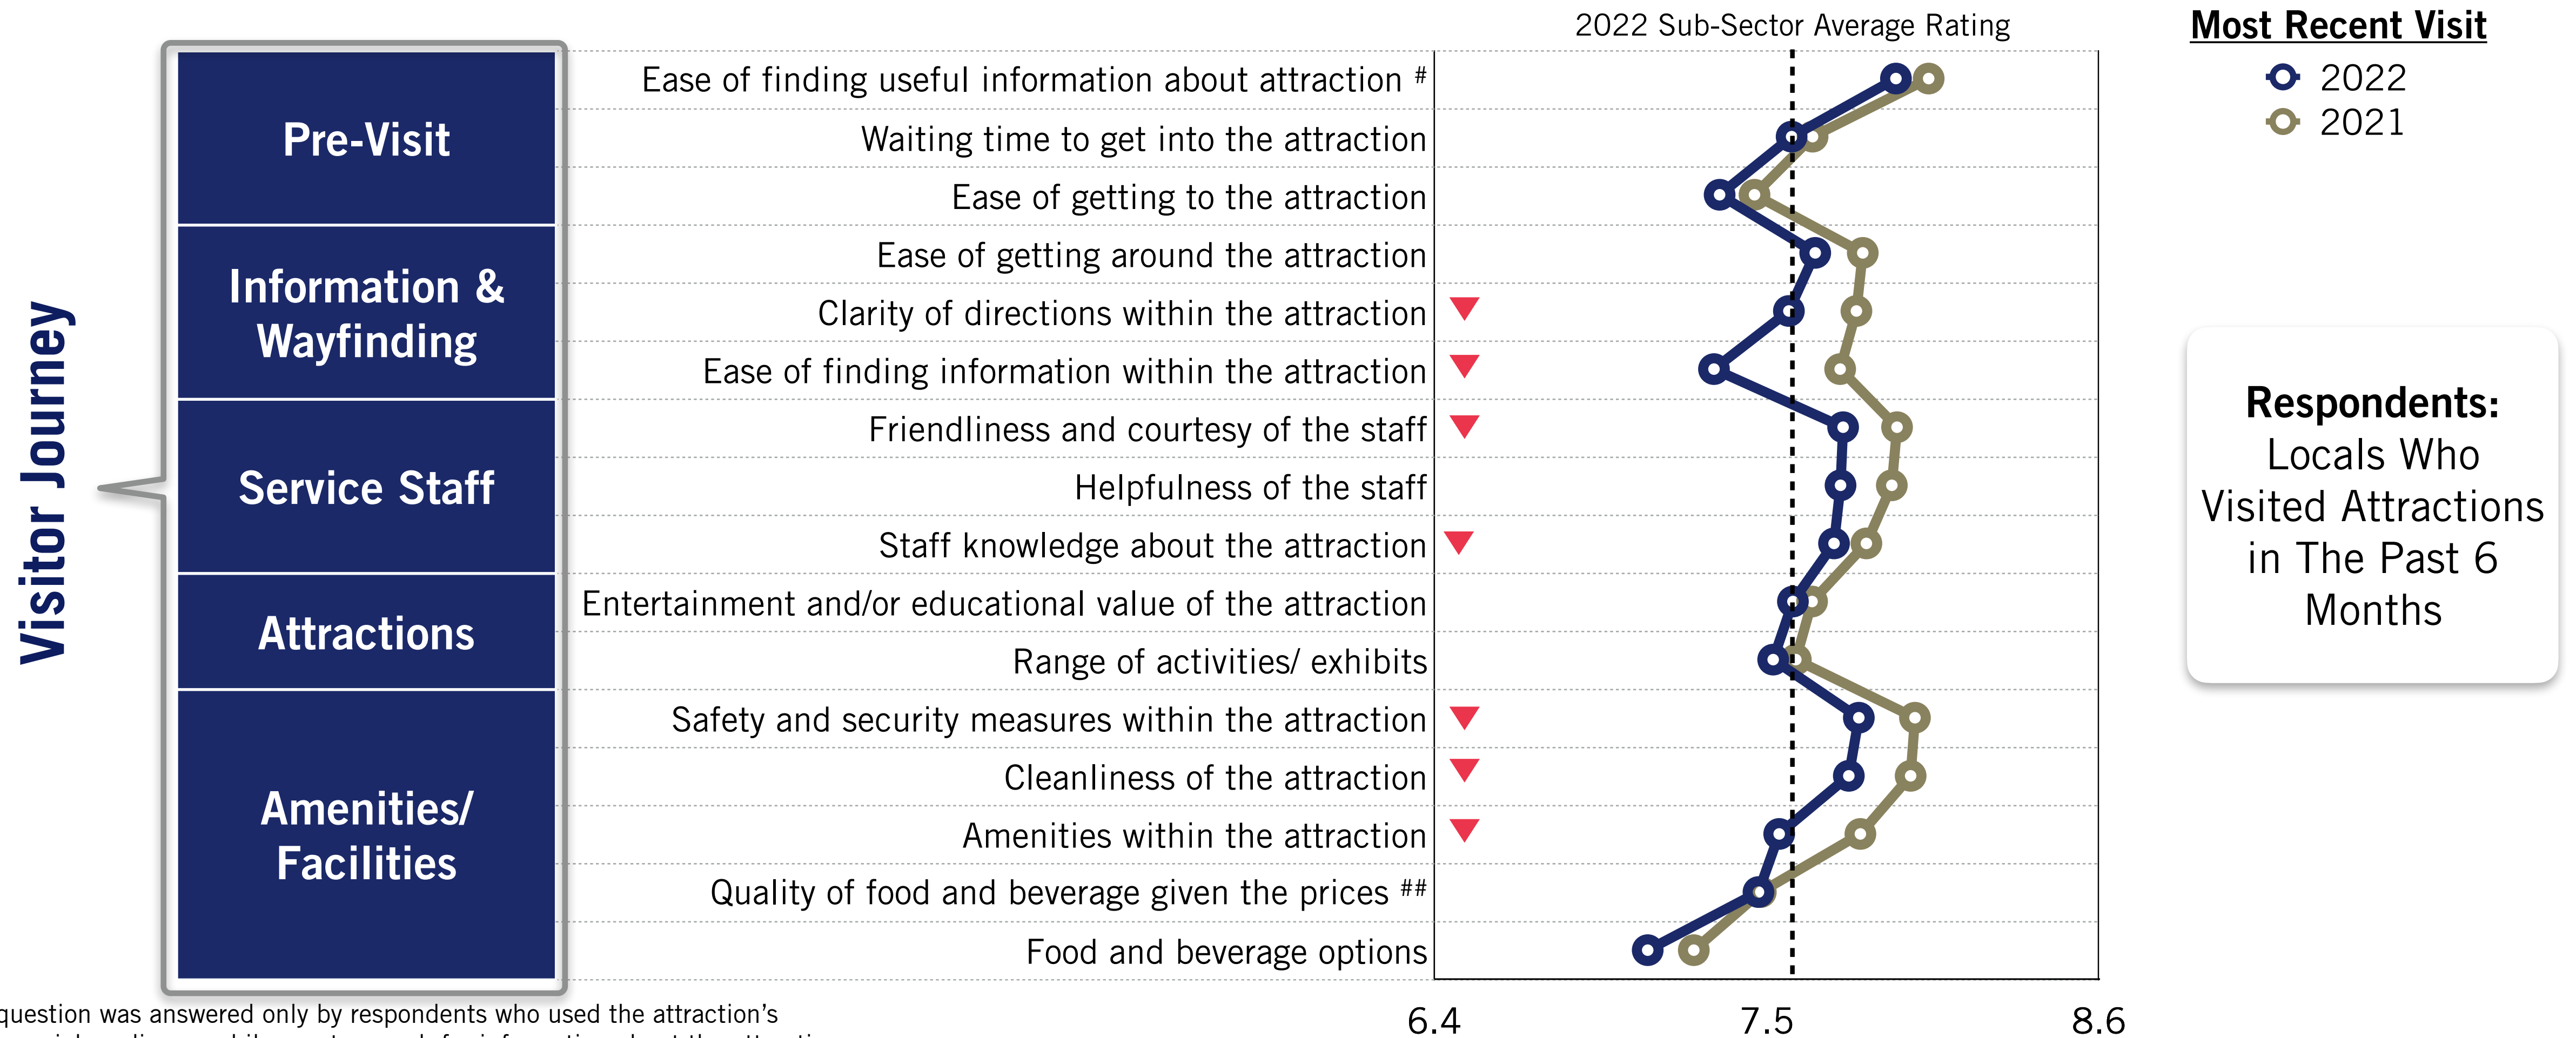 2022 Sub-Sector Average Rating
Most Recent Visit
2022
2021
Visitor Journey
Pre-Visit
Ease of finding useful information about attraction #
Waiting time to get into the attraction
Ease of getting to the attraction
Information &
Wayfinding
Ease of getting around the attraction
Clarity of directions within the attraction
Ease of finding information within the attraction
Service Staff
Friendliness and courtesy of the staff
Helpfulness of the staff
Staff knowledge about the attraction
Attractions
Entertainment and/or educational value of the attraction
Range of activities/ exhibits
Amenities/
Facilities
Safety and security measures within the attraction
Cleanliness of the attraction
Amenities within the attraction
Quality of food and beverage given the prices ##
Food and beverage options
6.4
7.5
8.6
Respondents:
Locals Who
Visited Attractions
in The Past 6
Months
question was answered only by respondents who used the attraction's